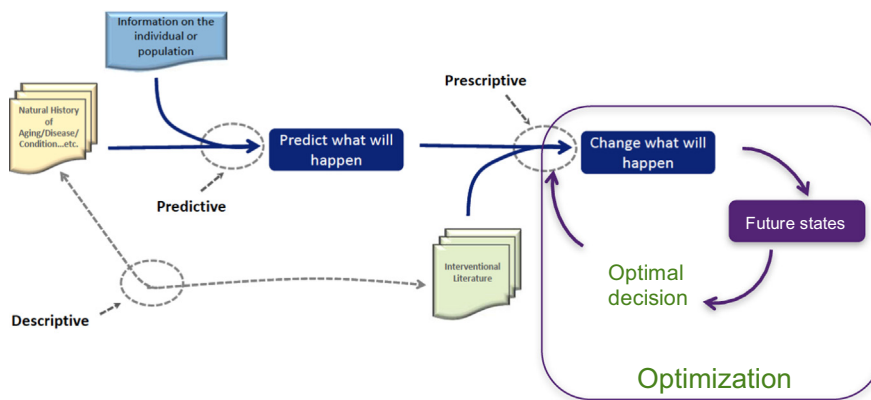 Information on the
individual or
population
Prescriptive
Natural History
of
Aging/Disease/
Condition...etc.
Predict what will
happen
Change what will
happen
Predictive
Future states
Interventional
Literature
Optimal
decision
Descriptive
Optimization